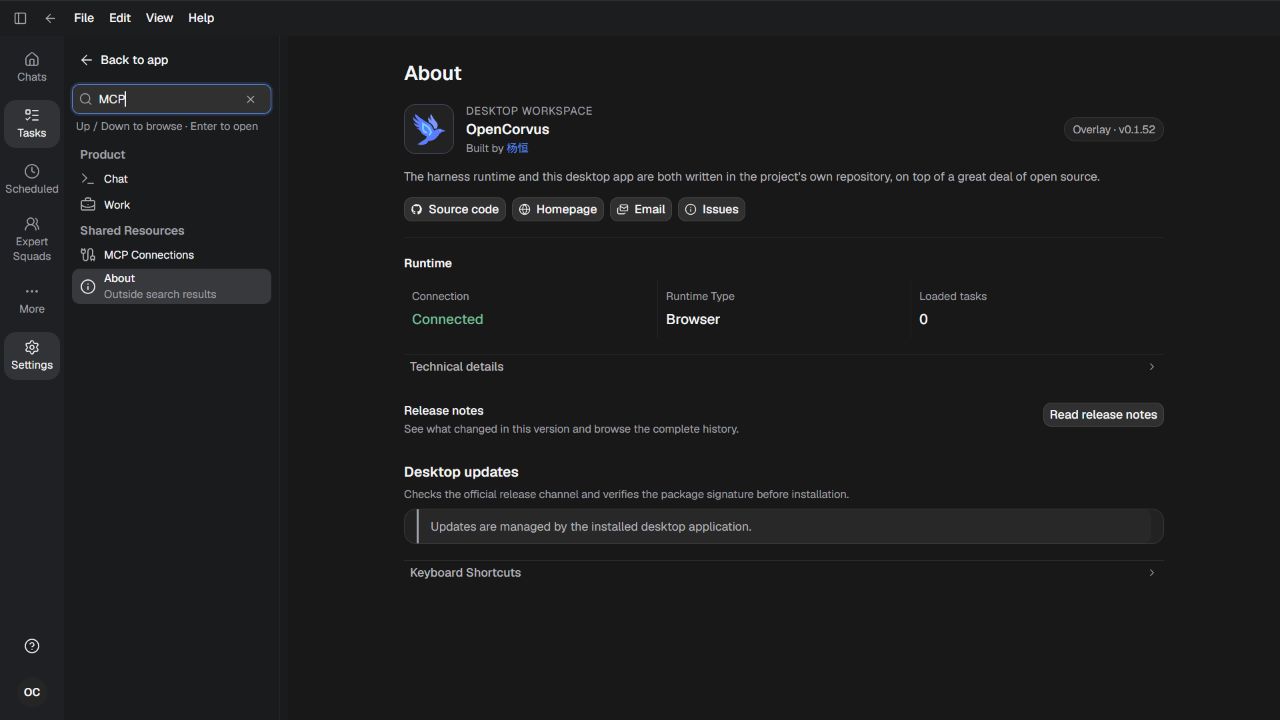 File Edit View Help
Chats
Tasks
Scheduled
Expert
Squads
More
Settings
OC
Back to app
MCP
Up / Down to browse · Enter to open
Product
Chat
Work
Shared Resources
MCP Connections
About
Outside search results
About
DESKTOP WORKSPACE
OpenCorvus
Built by 杨恒
Overlay · v0.1.52
The harness runtime and this desktop app are both written in the project's own repository, on top of a great deal of open source.
Source code Homepage Email Issues
Runtime
Connection Runtime Type Loaded tasks
Connected Browser 0
Technical details
Release notes
See what changed in this version and browse the complete history.
Read release notes
Desktop updates
Checks the official release channel and verifies the package signature before installation.
Updates are managed by the installed desktop application.
Keyboard Shortcuts